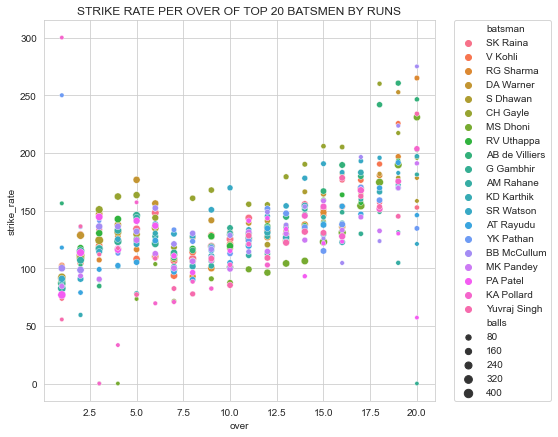 STRIKE RATE PER OVER OF TOP 20 BATSMEN BY RUNS
strike_rate
300
250
200
150
100
50
0
2.5 5.0 7.5 10.0 12.5 15.0 17.5 20.0
over
batsman
SK Raina
V Kohli
RG Sharma
DA Warner
S Dhawan
CH Gayle
MS Dhoni
RV Uthappa
AB de Villiers
G Gambhir
AM Rahane
KD Karthik
SR Watson
AT Rayudu
YK Pathan
BB McCullum
MK Pandey
PA Patel
KA Pollard
Yuvraj Singh
balls
80
160
240
320
400